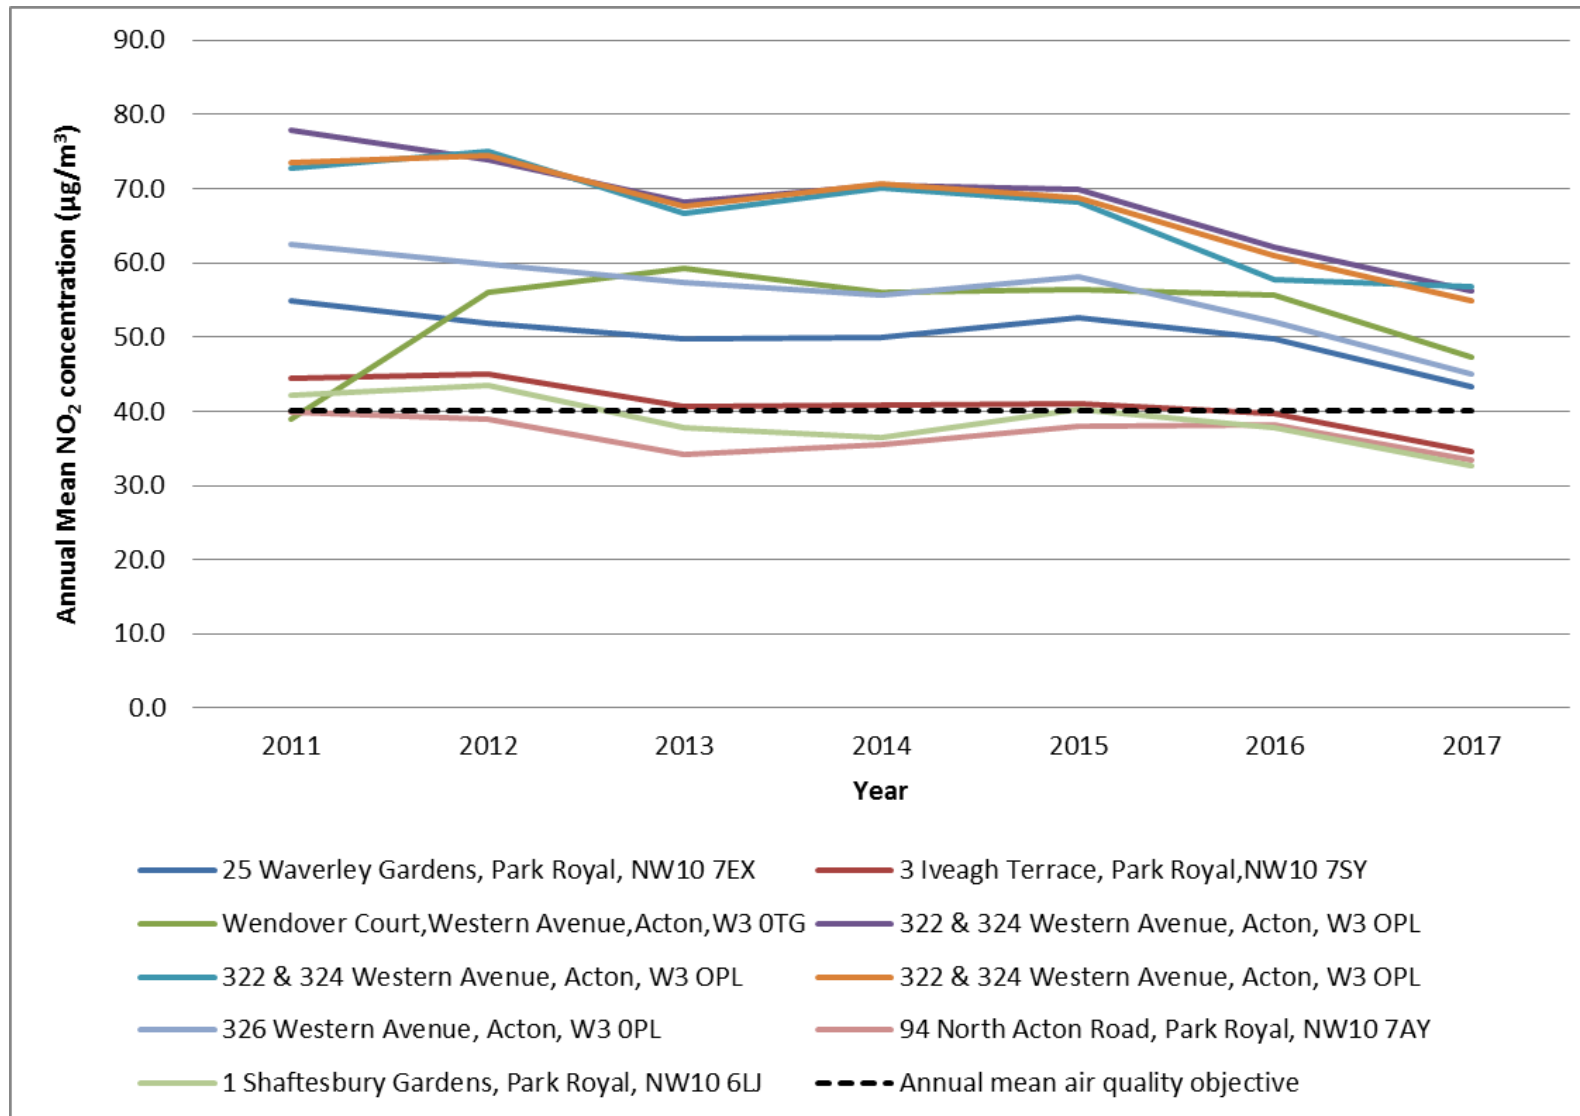 90.0
80.0
70.0
60.0
50.0
40.0
30.0
20.0
10.0
0.0
Annual Mean NO₂ concentration (µg/m³)
2011 2012 2013 2014 2015 2016 2017
Year
25 Waverley Gardens, Park Royal, NW10 7EX
3 Iveagh Terrace, Park Royal,NW10 7SY
Wendover Court,Western Avenue,Acton,W3 0TG
322 & 324 Western Avenue, Acton, W3 OPL
322 & 324 Western Avenue, Acton, W3 OPL
322 & 324 Western Avenue, Acton, W3 OPL
326 Western Avenue, Acton, W3 0PL
94 North Acton Road, Park Royal, NW10 7AY
1 Shaftesbury Gardens, Park Royal, NW10 6LJ
Annual mean air quality objective